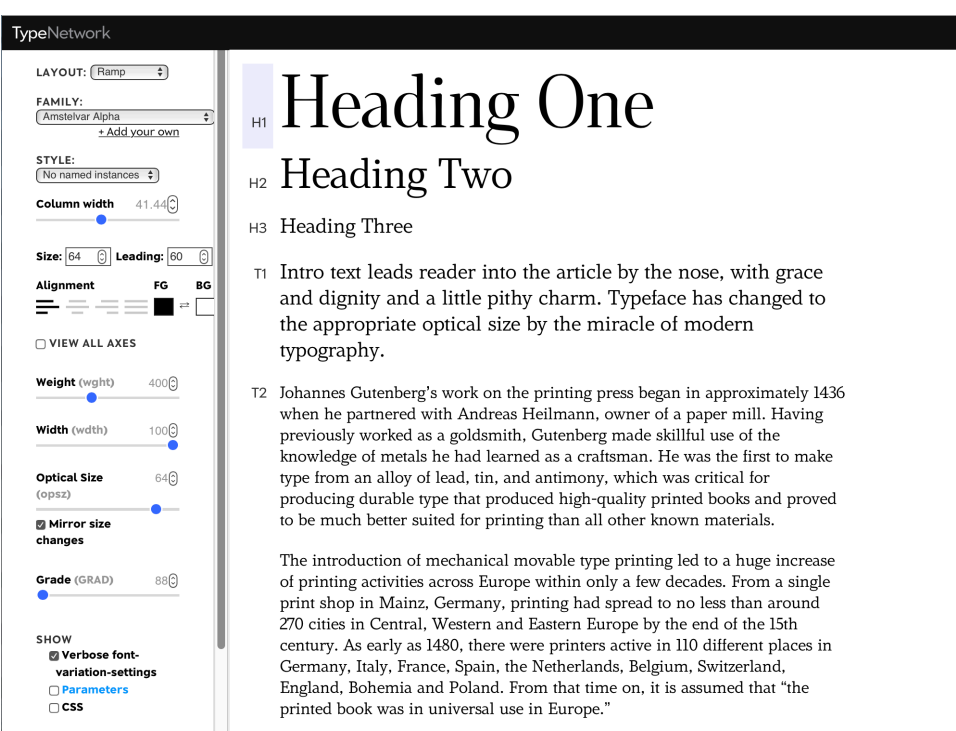 TypeNetwork
LAYOUT: Ramp
FAMILY:
Amstelvar Alpha
+ Add your own
STYLE:
No named instances
Column width 41.44
Size: 64 Leading: 60
Alignment FG BG
VIEW ALL AXES
Weight (wght) 400
Width (wdth) 100
Optical Size 64
(opsz)
Mirror size
changes
Grade (GRAD) 88
SHOW
Verbose font-
variation-settings
Parameters
CSS
H1 Heading One
H2 Heading Two
H3 Heading Three
T1 Intro text leads reader into the article by the nose, with grace
and dignity and a little pithy charm. Typeface has changed to
the appropriate optical size by the miracle of modern
typography.
T2 Johannes Gutenberg's work on the printing press began in approximately 1436
when he partnered with Andreas Heilmann, owner of a paper mill. Having
previously worked as a goldsmith, Gutenberg made skillful use of the
knowledge of metals he had learned as a craftsman. He was the first to make
type from an alloy of lead, tin, and antimony, which was critical for
producing durable type that produced high-quality printed books and proved
to be much better suited for printing than all other known materials.
The introduction of mechanical movable type printing led to a huge increase
of printing activities across Europe within only a few decades. From a single
print shop in Mainz, Germany, printing had spread to no less than around
270 cities in Central, Western and Eastern Europe by the end of the 15th
century. As early as 1480, there were printers active in 110 different places in
Germany, Italy, France, Spain, the Netherlands, Belgium, Switzerland,
England, Bohemia and Poland. From that time on, it is assumed that “the
printed book was in universal use in Europe.”